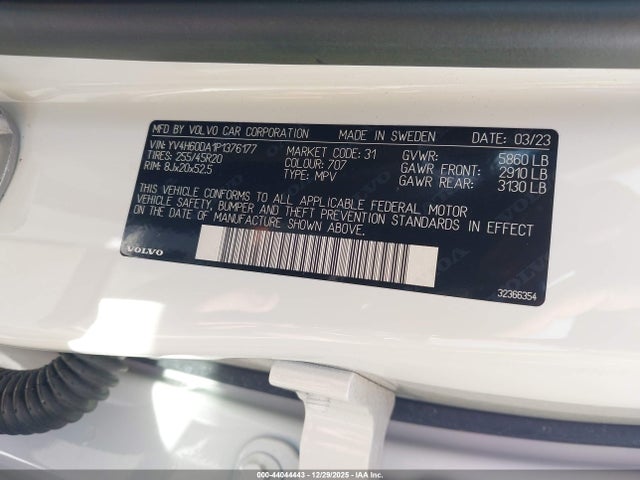 MFD BY VOLVO CAR CORPORATION MADE IN SWEDEN DATE: 03/23
VIN: YV4H60DA1P1376177 MARKET CODE: 31 GVWR: 5860 LB
TIRES: 255/45R20 COLOUR: 707 GAWR FRONT: 2910 LB
RIM: 8Jx20x52.5 TYPE: MPV GAWR REAR: 3130 LB
THIS VEHICLE CONFORMS TO ALL APPLICABLE FEDERAL MOTOR
VEHICLE SAFETY, BUMPER AND THEFT PREVENTION STANDARDS IN EFFECT
ON THE DATE OF MANUFACTURE SHOWN ABOVE.
VOLVO
32366354
000-44044443 • 12/29/2025 • IAA Inc.